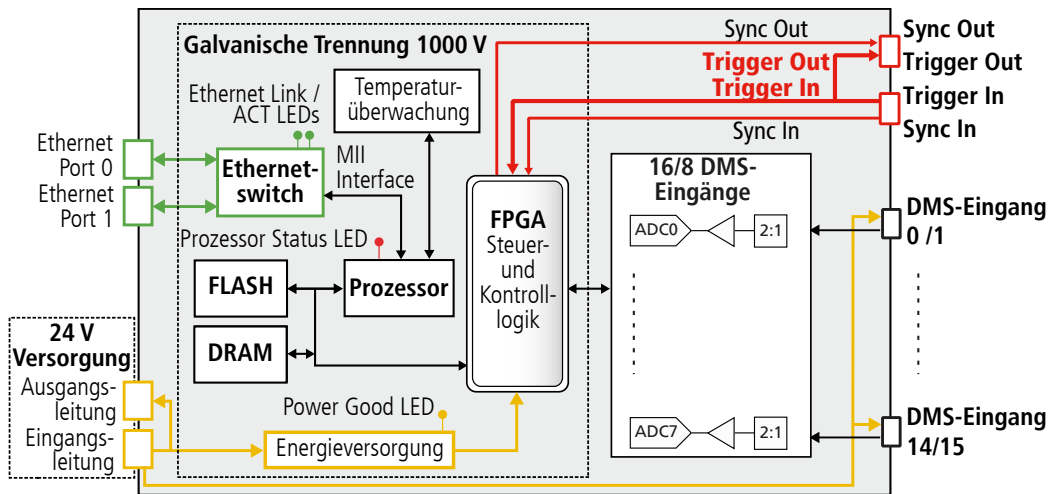 Galvanische Trennung 1000 V
Sync Out
Sync Out
Trigger Out
Trigger Out
Trigger In
Trigger In
Sync In
Sync In
Ethernet Link /
ACT LEDs
Temperatur-
überwachung
Ethernet
Port 0
Ethernet
Port 1
Ethernet-
switch
MII
Interface
Prozessor Status LED
FLASH
Prozessor
DRAM
FPGA
Steuer-
und
Kontroll-
logik
16/8 DMS-
Eingänge
ADC0
2:1
ADC7
2:1
DMS-Eingang
0 /1
DMS-Eingang
14/15
24 V
Versorgung
Ausgangs-
leitung
Eingangs-
leitung
Power Good LED
Energieversorgung